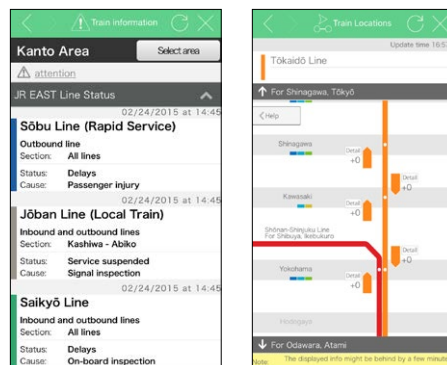 Train information
Kanto Area
Select area
attention
JR EAST Line Status
02/24/2015 at 14:45
Sōbu Line (Rapid Service)
Outbound line
Section: All lines
Status: Delays
Cause: Passenger injury
02/24/2015 at 14:45
Jōban Line (Local Train)
Inbound and outbound lines
Section: Kashiwa - Abiko
Status: Service suspended
Cause: Signal inspection
02/24/2015 at 14:45
Saikyō Line
Inbound and outbound lines
Section: All lines
Status: Delays
Cause: On-board inspection
Train Locations
Update time 16:57
Tōkaidō Line
For Shinagawa, Tōkyō
Help
Shinagawa
Detail
+0
Detail
+0
Kawasaki
Detail
+0
Shōnan-Shinjuku Line
For Shibuya, Ikebukuro
Detail
+0
Yokohama
Detail
+0
Hodogaya
For Odawara, Atami
Note: The displayed info might be behind by a few minute